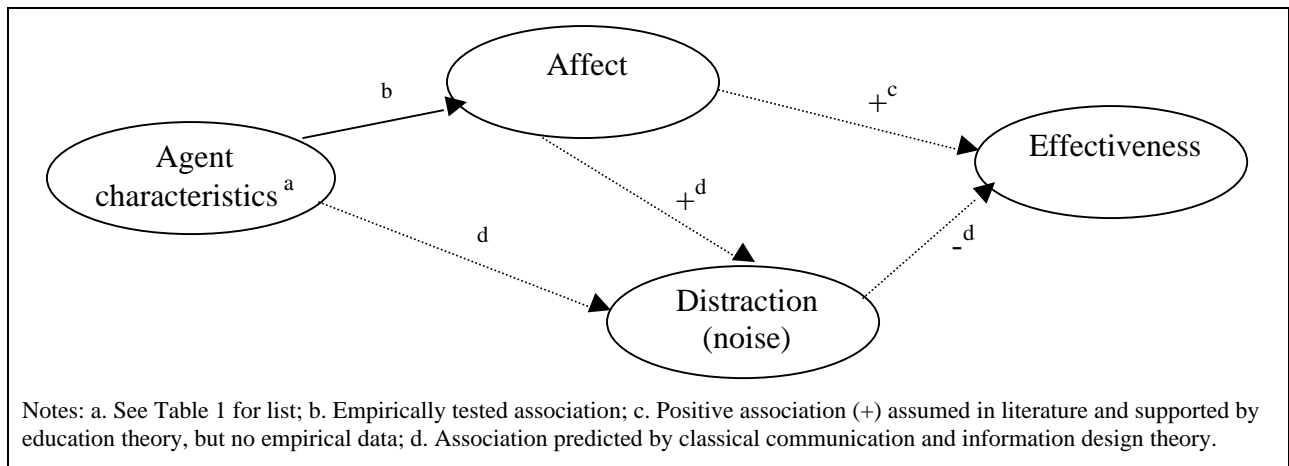 Affect
b
+c
Effectiveness
Agent
characteristics a
+d
d
-d
Distraction
(noise)
Notes: a. See Table 1 for list; b. Empirically tested association; c. Positive association (+) assumed in literature and supported by
education theory, but no empirical data; d. Association predicted by classical communication and information design theory.